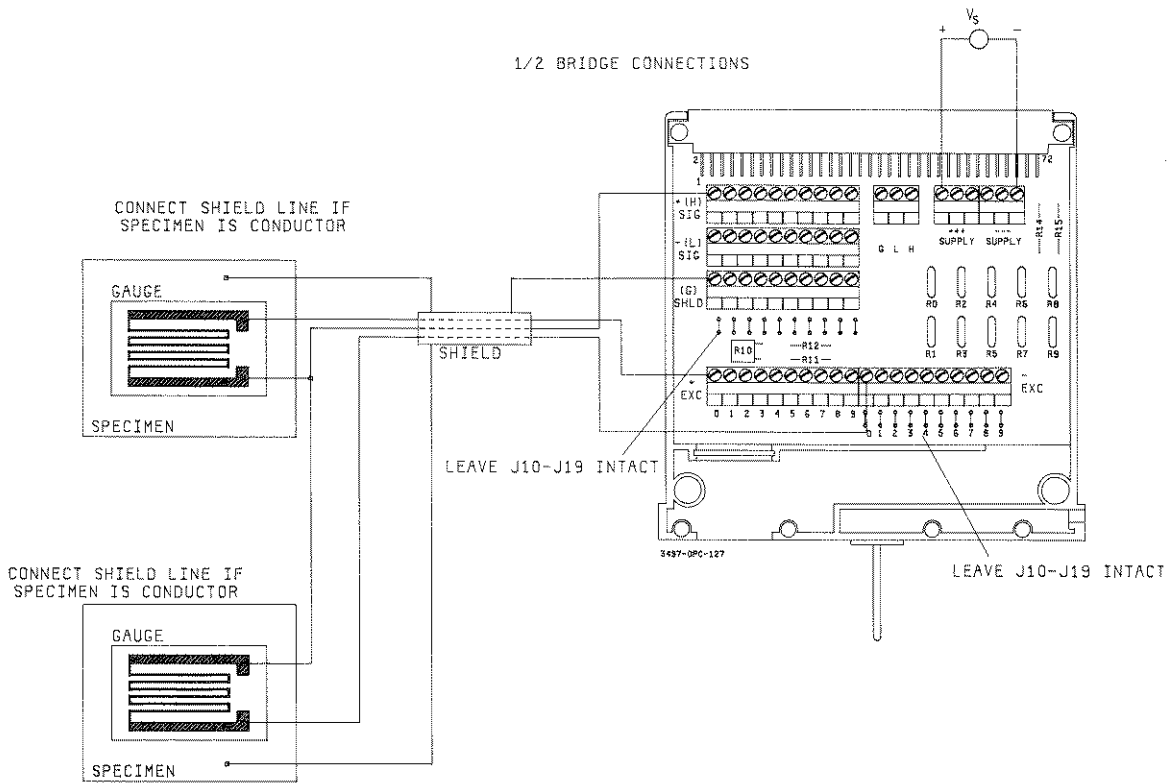 1/2 BRIDGE CONNECTIONS
+ Vs −
2 72
1
+(H)
SIG
−(L)
SIG
(G)
SHLD
G L H
SUPPLY SUPPLY
R14
R15
R0 R2 R4 R6 R8
R1 R3 R5 R7 R9
R10
R12
R11
+
EXC
−
EXC
0 1 2 3 4 5 6 7 8 9 0 1 2 3 4 5 6 7 8 9
CONNECT SHIELD LINE IF
SPECIMEN IS CONDUCTOR
GAUGE
SPECIMEN
SHIELD
LEAVE J10-J19 INTACT
3497-OPC-127
LEAVE J10-J19 INTACT
CONNECT SHIELD LINE IF
SPECIMEN IS CONDUCTOR
GAUGE
SPECIMEN